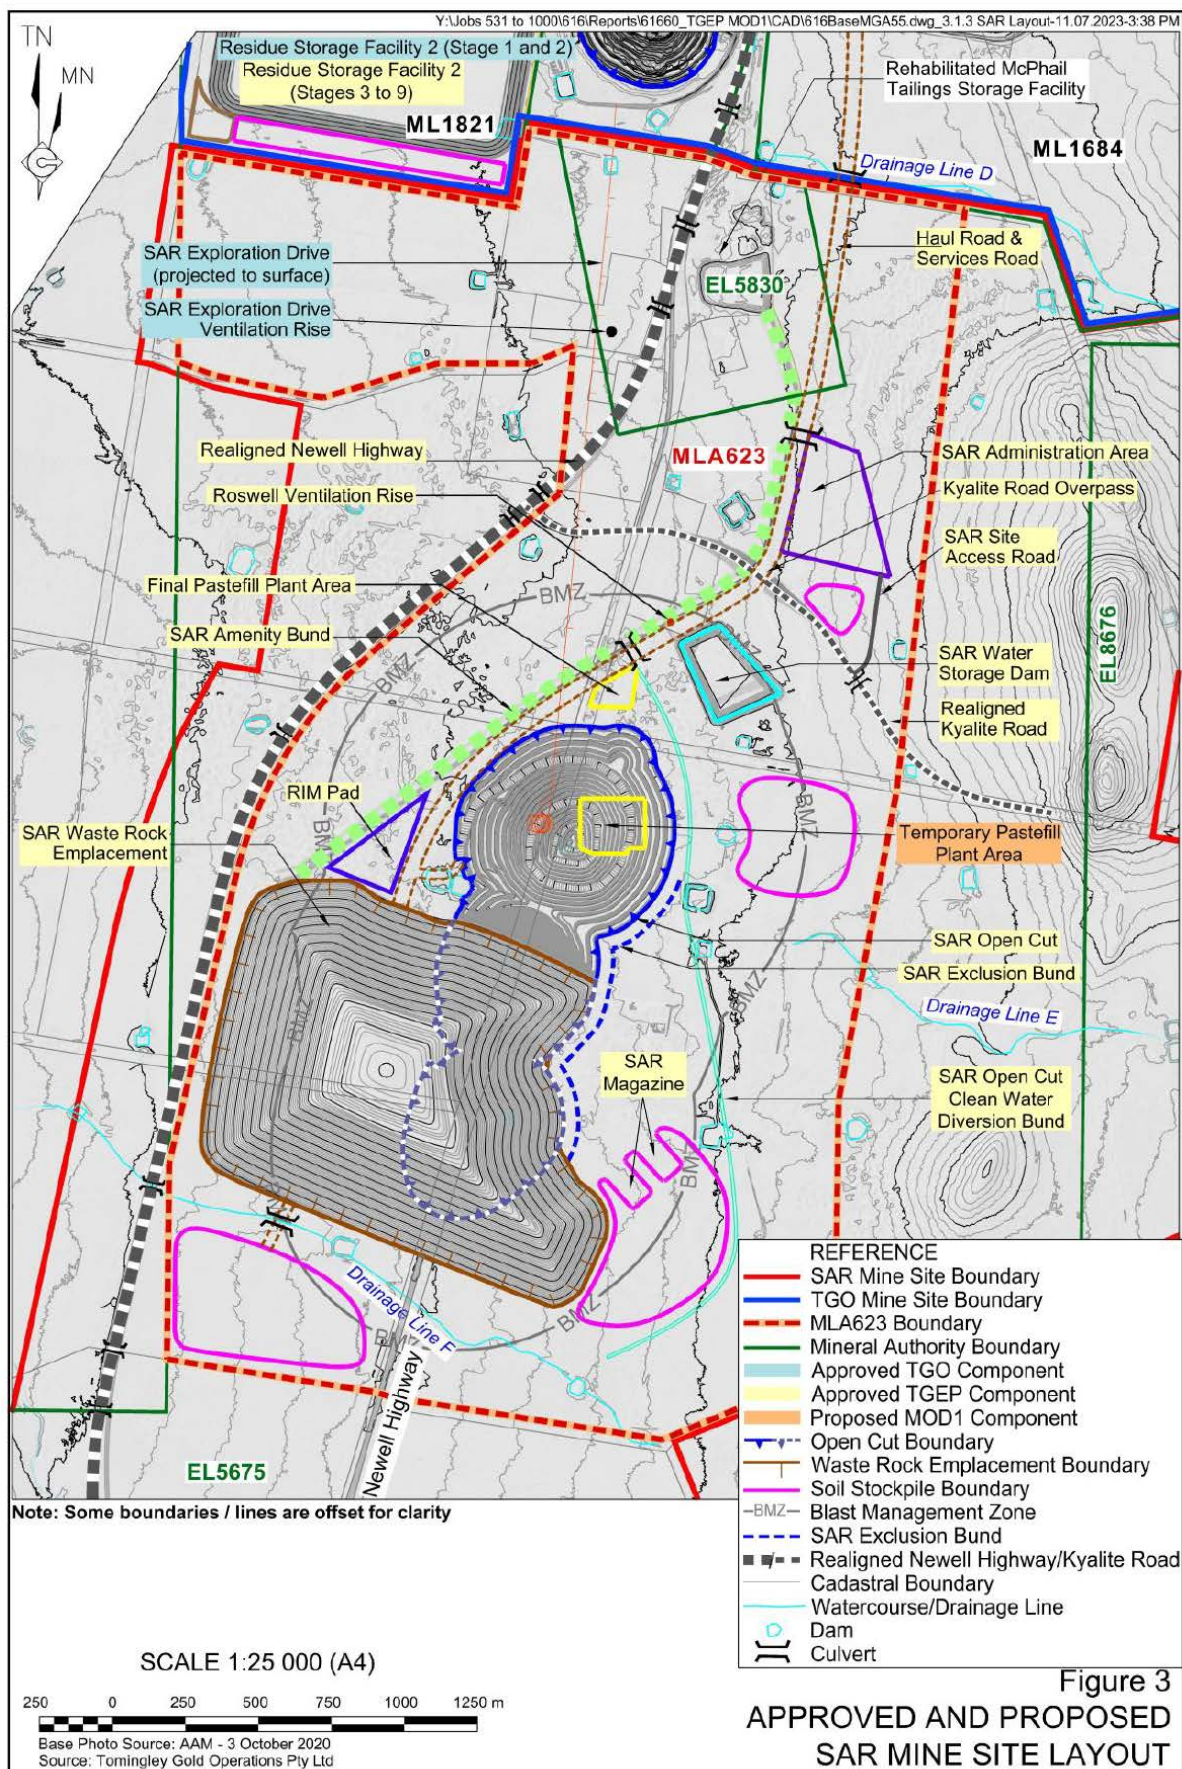 Y:\Jobs 531 to 1000\616\Reports\61660_TGEP MOD1\CAD\616BaseMGA55.dwg_3.1.3 SAR Layout-11.07.2023-3:38 PM
TN
MN
Residue Storage Facility 2 (Stage 1 and 2)
Residue Storage Facility 2
(Stages 3 to 9)
ML1821
Rehabilitated McPhail
Tailings Storage Facility
ML1684
Drainage Line D
SAR Exploration Drive
(projected to surface)
Haul Road &
Services Road
EL5830
SAR Exploration Drive
Ventilation Rise
Realigned Newell Highway
MLA623
SAR Administration Area
Roswell Ventilation Rise
Kyalite Road Overpass
SAR Site
Access Road
Final Pastefill Plant Area
BMZ
SAR Amenity Bund
BMZ
SAR Water
Storage Dam
EL8676
Realigned
Kyalite Road
RIM Pad
BMZ
BMZ
SAR Waste Rock
Emplacement
Temporary Pastefill
Plant Area
SAR Open Cut
SAR Exclusion Bund
BMZ
BMZ
Drainage Line E
SAR
Magazine
SAR Open Cut
Clean Water
Diversion Bund
BMZ
Drainage Line F
BMZ
BMZ
Newell Highway
EL5675
REFERENCE
SAR Mine Site Boundary
TGO Mine Site Boundary
MLA623 Boundary
Mineral Authority Boundary
Approved TGO Component
Approved TGEP Component
Proposed MOD1 Component
Open Cut Boundary
Waste Rock Emplacement Boundary
Soil Stockpile Boundary
BMZ Blast Management Zone
SAR Exclusion Bund
Realigned Newell Highway/Kyalite Road
Cadastral Boundary
Watercourse/Drainage Line
Dam
Culvert
Note: Some boundaries / lines are offset for clarity
SCALE 1:25 000 (A4)
250 0 250 500 750 1000 1250 m
Base Photo Source: AAM - 3 October 2020
Source: Tomingley Gold Operations Pty Ltd
Figure 3
APPROVED AND PROPOSED
SAR MINE SITE LAYOUT